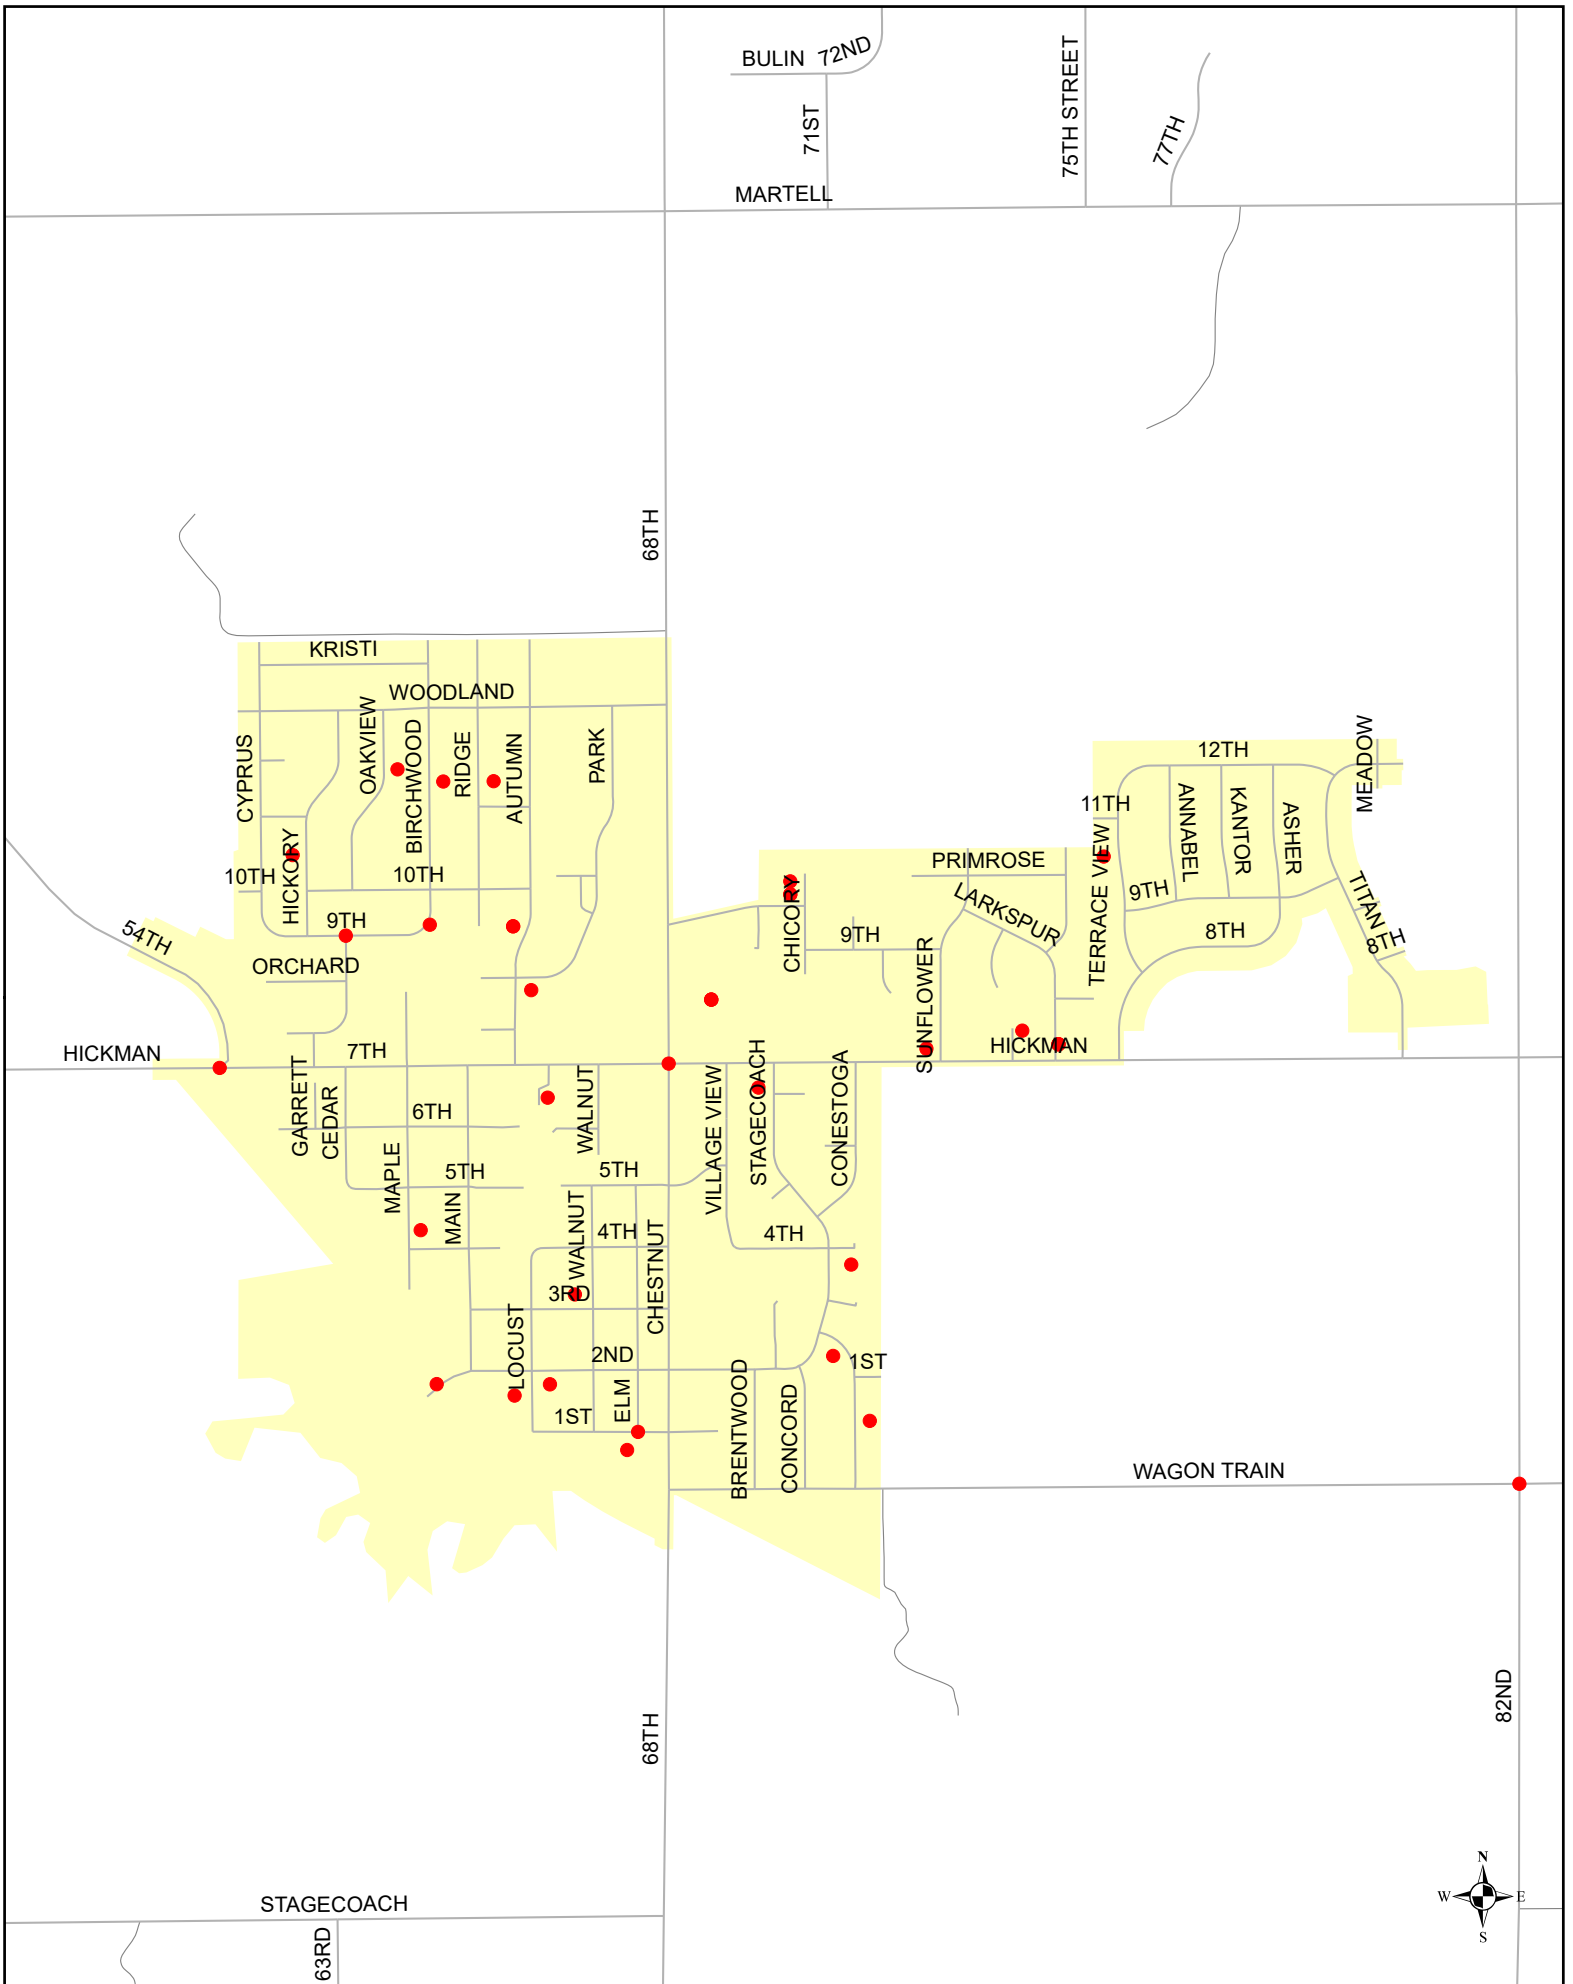 BULIN
72ND
75TH STREET
71ST
77TH
MARTELL
68TH
KRISTI
WOODLAND
OAKVIEW
BIRCHWOOD
RIDGE
AUTUMN
PARK
CYPRUS
MEADOW
12TH
11TH
ANNABEL
KANTOR
ASHER
HICKORY
10TH
10TH
PRIMROSE
TERRACE VIEW
9TH
TITAN
LARKSPUR
CHICORY
9TH
9TH
54TH
8TH
8TH
ORCHARD
SUNFLOWER
HICKMAN
7TH
HICKMAN
GARRETT
CEDAR
6TH
WALNUT
VILLAGE VIEW
STAGECOACH
CONESTOGA
MAPLE
5TH
5TH
MAIN
WALNUT
4TH
4TH
CHESTNUT
3RD
LOCUST
2ND
1ST
ELM
1ST
BRENTWOOD
CONCORD
WAGON TRAIN
82ND
68TH
STAGECOACH
63RD
N
W
E
S